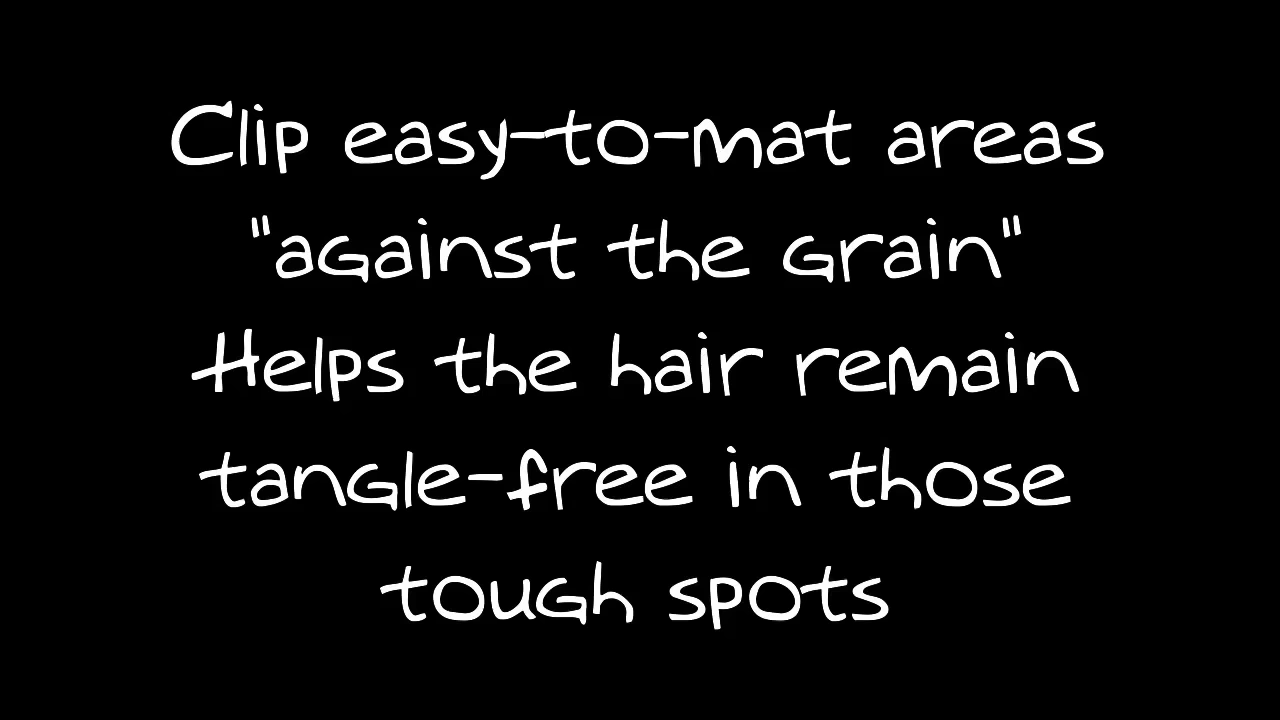 Clip easy-to-mat areas
"against the grain"
Helps the hair remain
tangle-free in those
tough spots